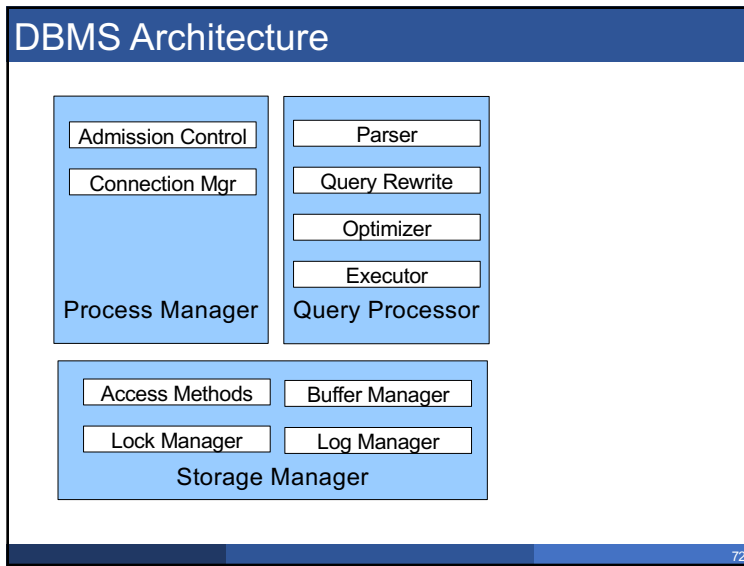 DBMS Architecture
Admission Control
Connection Mgr
Process Manager
Parser
Query Rewrite
Optimizer
Executor
Query Processor
Access Methods
Buffer Manager
Lock Manager
Log Manager
Storage Manager
72